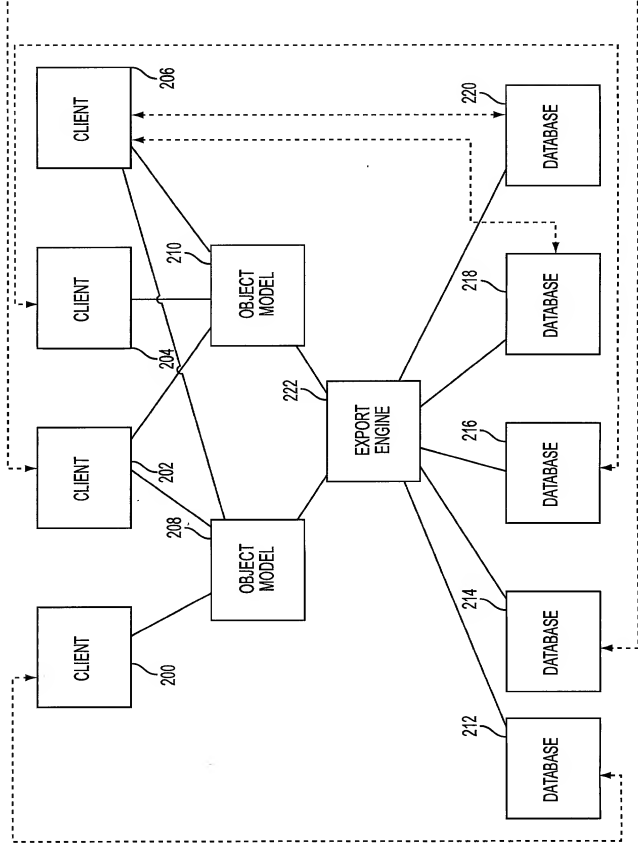 CLIENT
200
CLIENT
202
CLIENT
204
CLIENT
206
OBJECT
MODEL
208
OBJECT
MODEL
210
EXPORT
ENGINE
222
DATABASE
212
DATABASE
214
DATABASE
216
DATABASE
218
DATABASE
220